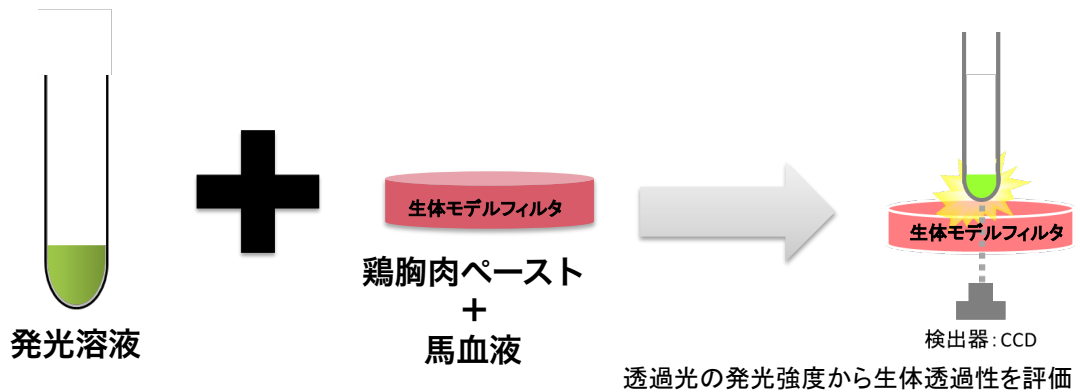 発光溶液
生体モデルフィルタ
鶏胸肉ペースト
+
馬血液
生体モデルフィルタ
検出器:CCD
透過光の発光強度から生体透過性を評価